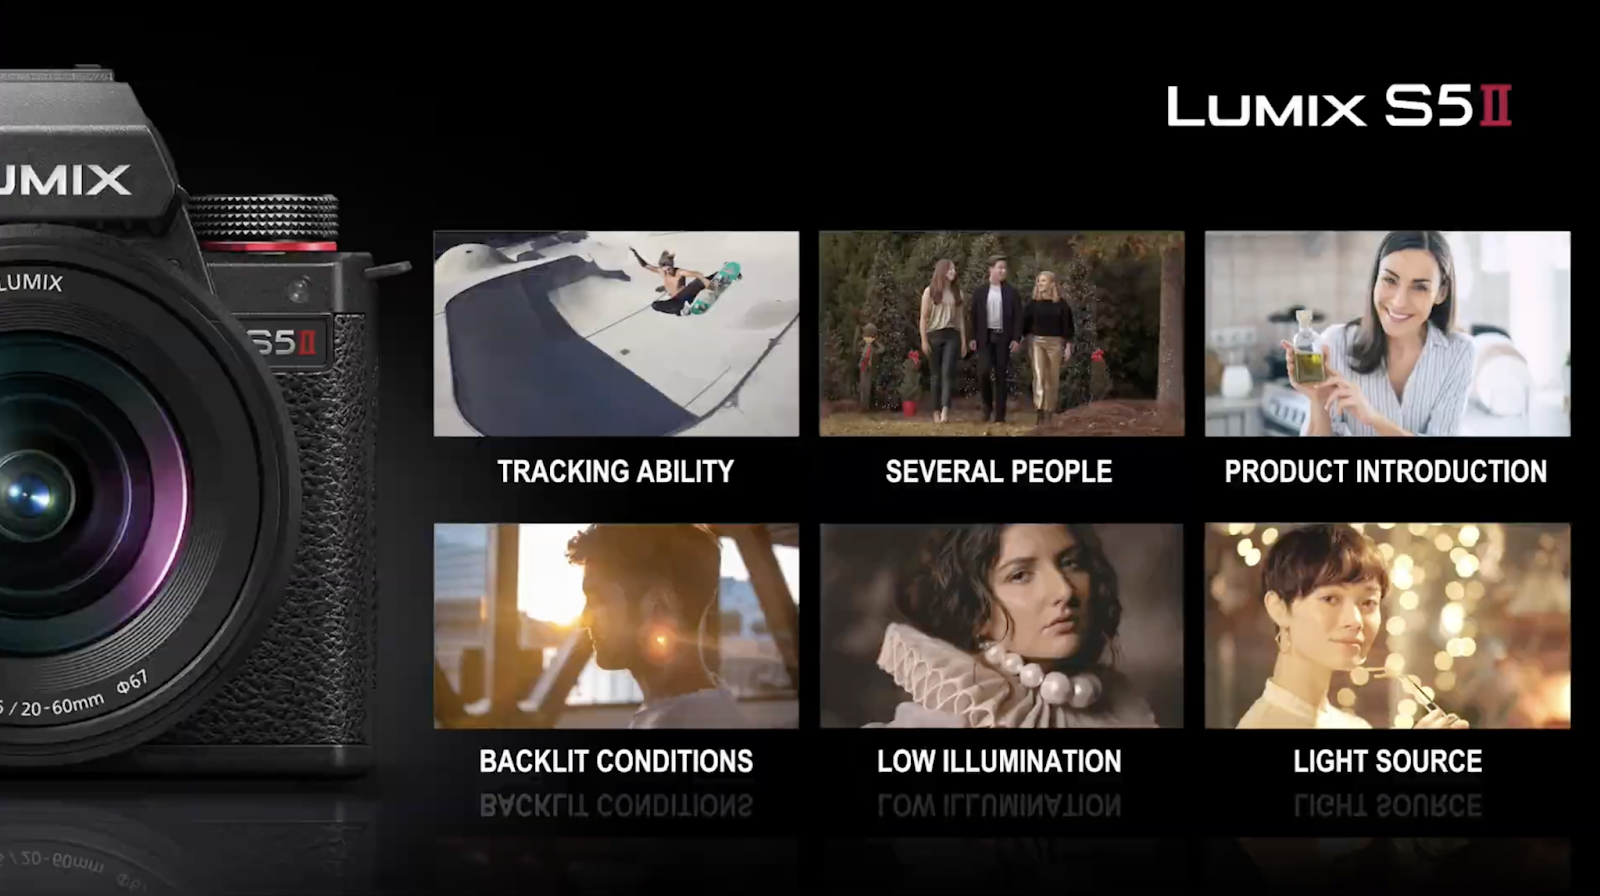 LUMIX S5II
UMIX
LUMIX
S5II
/ 20-60mm Φ67
TRACKING ABILITY
SEVERAL PEOPLE
PRODUCT INTRODUCTION
BACKLIT CONDITIONS
LOW ILLUMINATION
LIGHT SOURCE